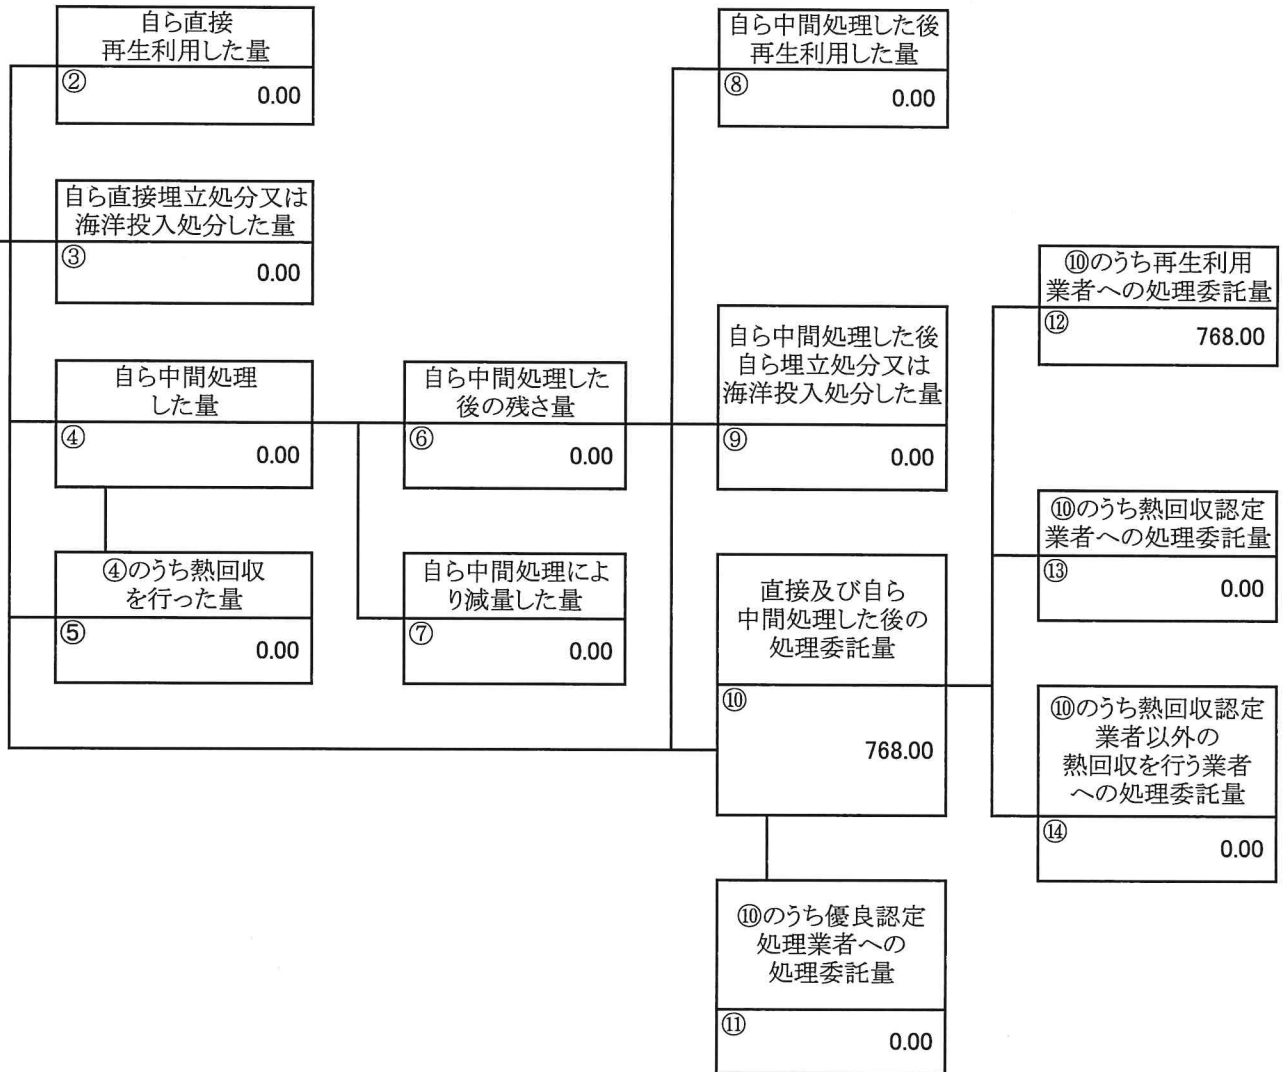 自ら直接
再生利用した量
②
0.00
自ら直接埋立処分又は
海洋投入処分した量
③
0.00
自ら中間処理
した量
④
0.00
④のうち熱回収
を行った量
⑤
0.00
自ら中間処理した
後の残さ量
⑥
0.00
自ら中間処理によ
り減量した量
⑦
0.00
自ら中間処理した後
再生利用した量
⑧
0.00
自ら中間処理した後
自ら埋立処分又は
海洋投入処分した量
⑨
0.00
直接及び自ら
中間処理した後の
処理委託量
⑩
768.00
⑩のうち優良認定
処理業者への
処理委託量
⑪
0.00
⑩のうち再生利用
業者への処理委託量
⑫
768.00
⑩のうち熱回収認定
業者への処理委託量
⑬
0.00
⑩のうち熱回収認定
業者以外の
熱回収を行う業者
への処理委託量
⑭
0.00